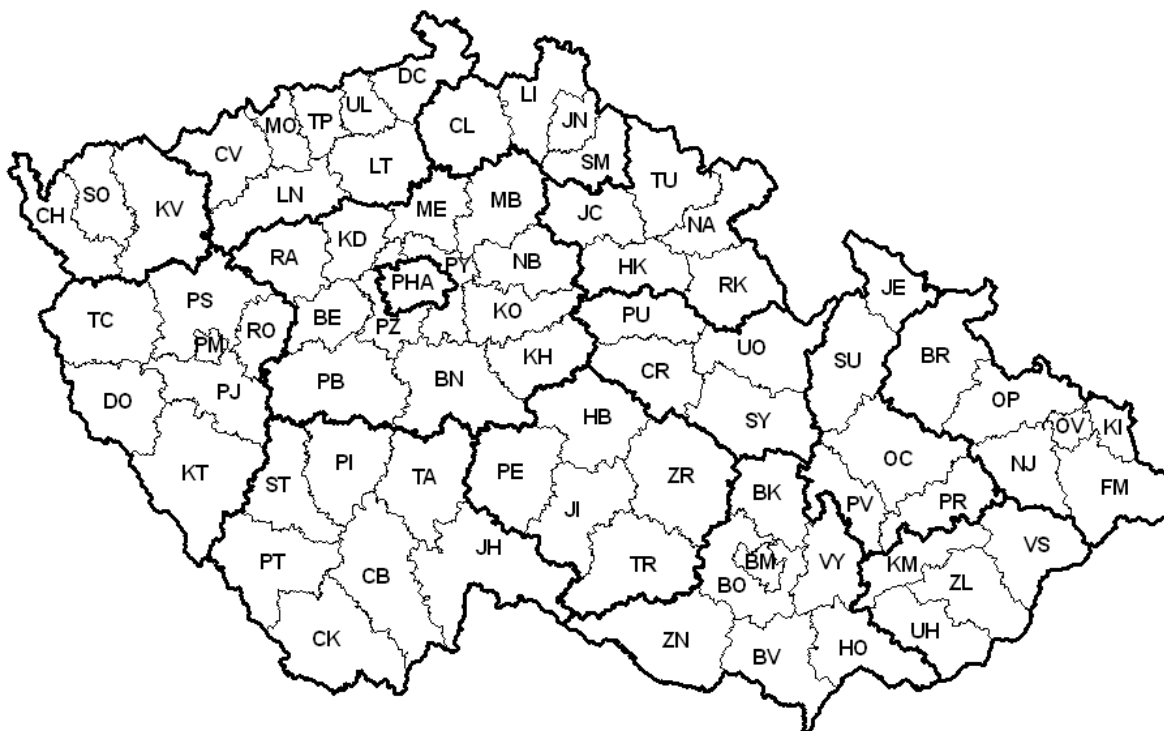 DC
LI
UL
MO
TP
JN
CL
CV
SM
LT
TU
LN
SO
MB
KV
CH
ME
JC
NA
KD
RA
PY
NB
HK
PHA
RK
JE
PS
KO
TC
RO
BE
PZ
PU
BR
PM
UO
SU
KH
PB
BN
CR
PJ
DO
OP
HB
SY
OV
KI
OC
NJ
KT
ST
PI
TA
PE
ZR
BK
PV
PR
FM
JI
VS
JH
PT
CB
TR
BM
VY
KM
BO
ZL
CK
ZN
BV
HO
UH